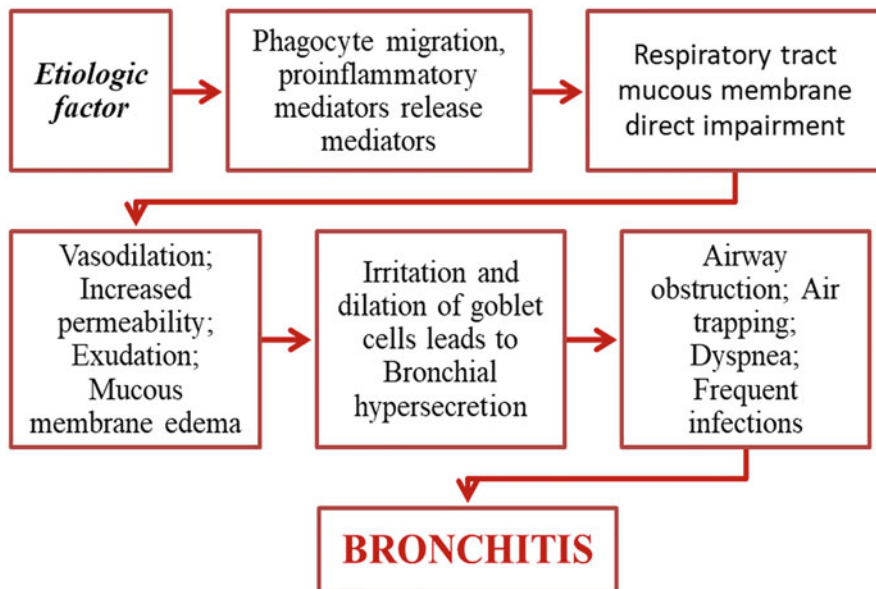 Etiologic
factor
Phagocyte migration,
proinflammatory
mediators release
mediators
Respiratory tract
mucous membrane
direct impairment
Vasodilation;
Increased
permeability;
Exudation;
Mucous
membrane edema
Irritation and
dilation of goblet
cells leads to
Bronchial
hypersecretion
Airway
obstruction; Air
trapping;
Dyspnea;
Frequent
infections
BRONCHITIS